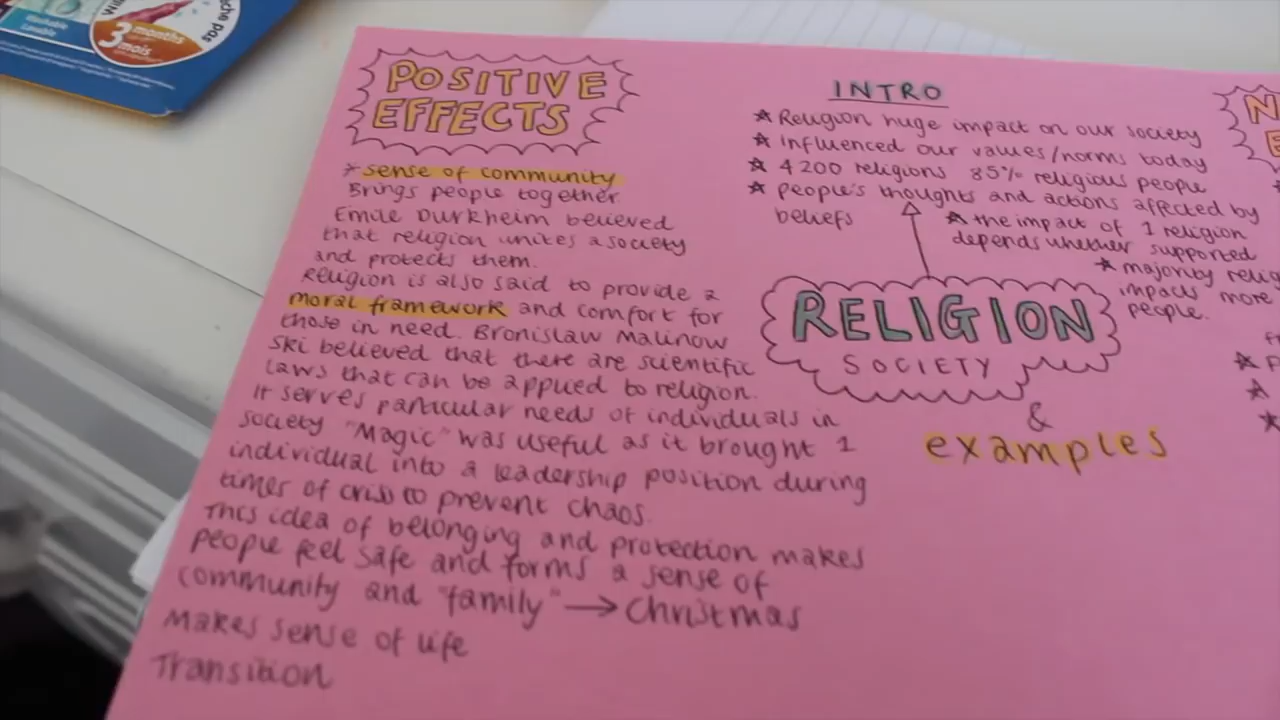 Washable
Lavable
3 months
3 mois
POSITIVE
EFFECTS
* sense of community
Brings people together.
Emile Durkheim believed
that religion unites a society
and protects them.
Religion is also said to provide a
moral framework and comfort for
those in need. Bronislaw Malinow
ski believed that there are scientific
laws that can be applied to religion.
It serves particular needs of individuals in
society "Magic" was useful as it brought 1
individual into a leadership position during
times of crisis to prevent chaos.
This idea of belonging and protection makes
people feel safe and forms a sense of
community and "family" → Christmas
Makes sense of life
Transition
INTRO
☆ Religion huge impact on our society
☆ Influenced our values/norms today
☆ 4200 religions 85% religious people
☆ people's thoughts and actions affected by
beliefs
☆ the impact of 1 religion
depends whether supported
☆ majority relig
impacts more
people.
RELIGION
SOCIETY
&
examples
N
E